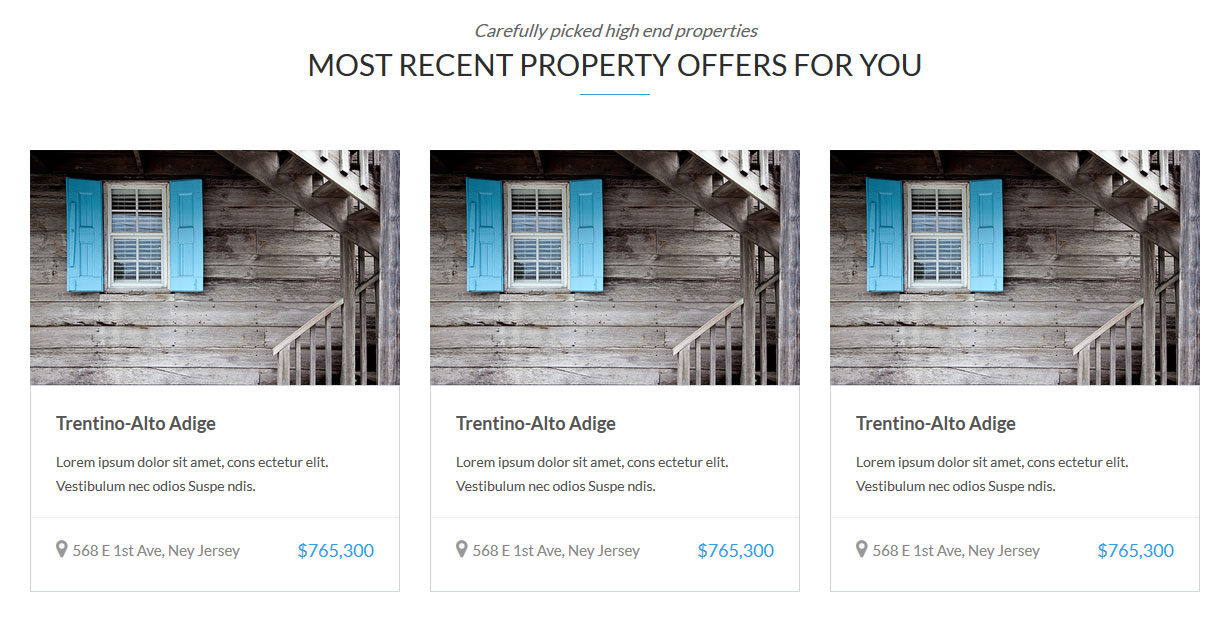 Carefully picked high end properties
MOST RECENT PROPERTY OFFERS FOR YOU
Trentino-Alto Adige
Lorem ipsum dolor sit amet, cons ectetur elit.
Vestibulum nec odios Suspe ndis.
568 E 1st Ave, Ney Jersey
$765,300
Trentino-Alto Adige
Lorem ipsum dolor sit amet, cons ectetur elit.
Vestibulum nec odios Suspe ndis.
568 E 1st Ave, Ney Jersey
$765,300
Trentino-Alto Adige
Lorem ipsum dolor sit amet, cons ectetur elit.
Vestibulum nec odios Suspe ndis.
568 E 1st Ave, Ney Jersey
$765,300